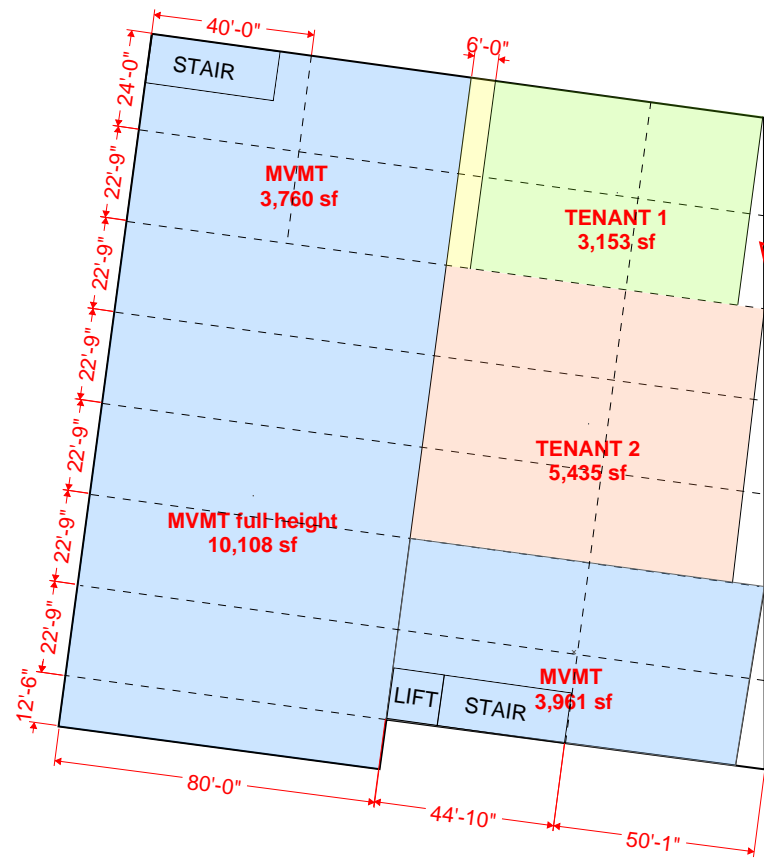 40'-0"
6'-0"
24'-0"
STAIR
22'-9"
MVMT
3,760 sf
TENANT 1
3,153 sf
22'-9"
22'-9"
22'-9"
TENANT 2
5,435 sf
22'-9"
MVMT full height
10,108 sf
22'-9"
MVMT
3,961 sf
LIFT
STAIR
12'-6"
80'-0"
44'-10"
50'-1"